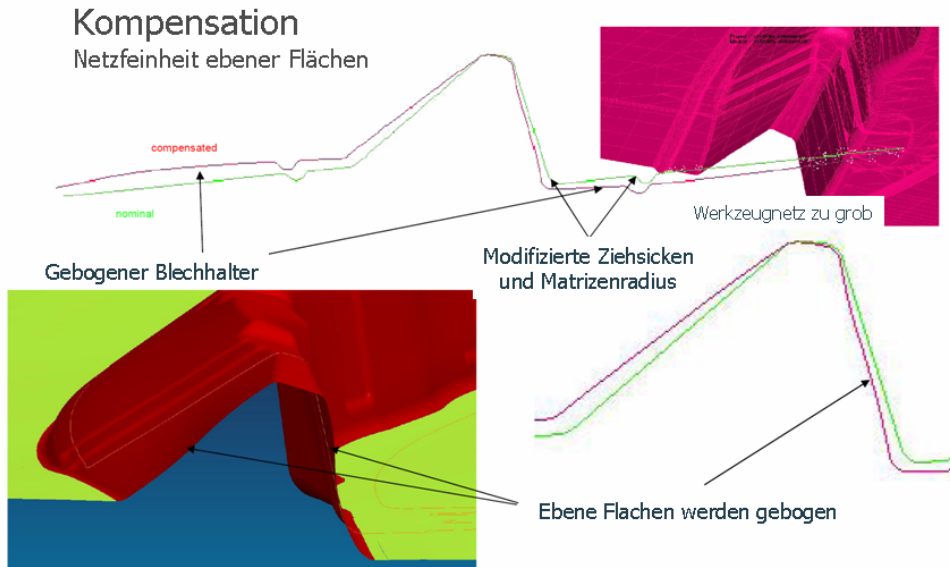 Kompensation
Netzfeinheit ebener Flächen
compensated
nominal
Werkzeugnetz zu grob
Gebogener Blechhalter
Modifizierte Ziehsicken
und Matrizenradius
Ebene Flachen werden gebogen